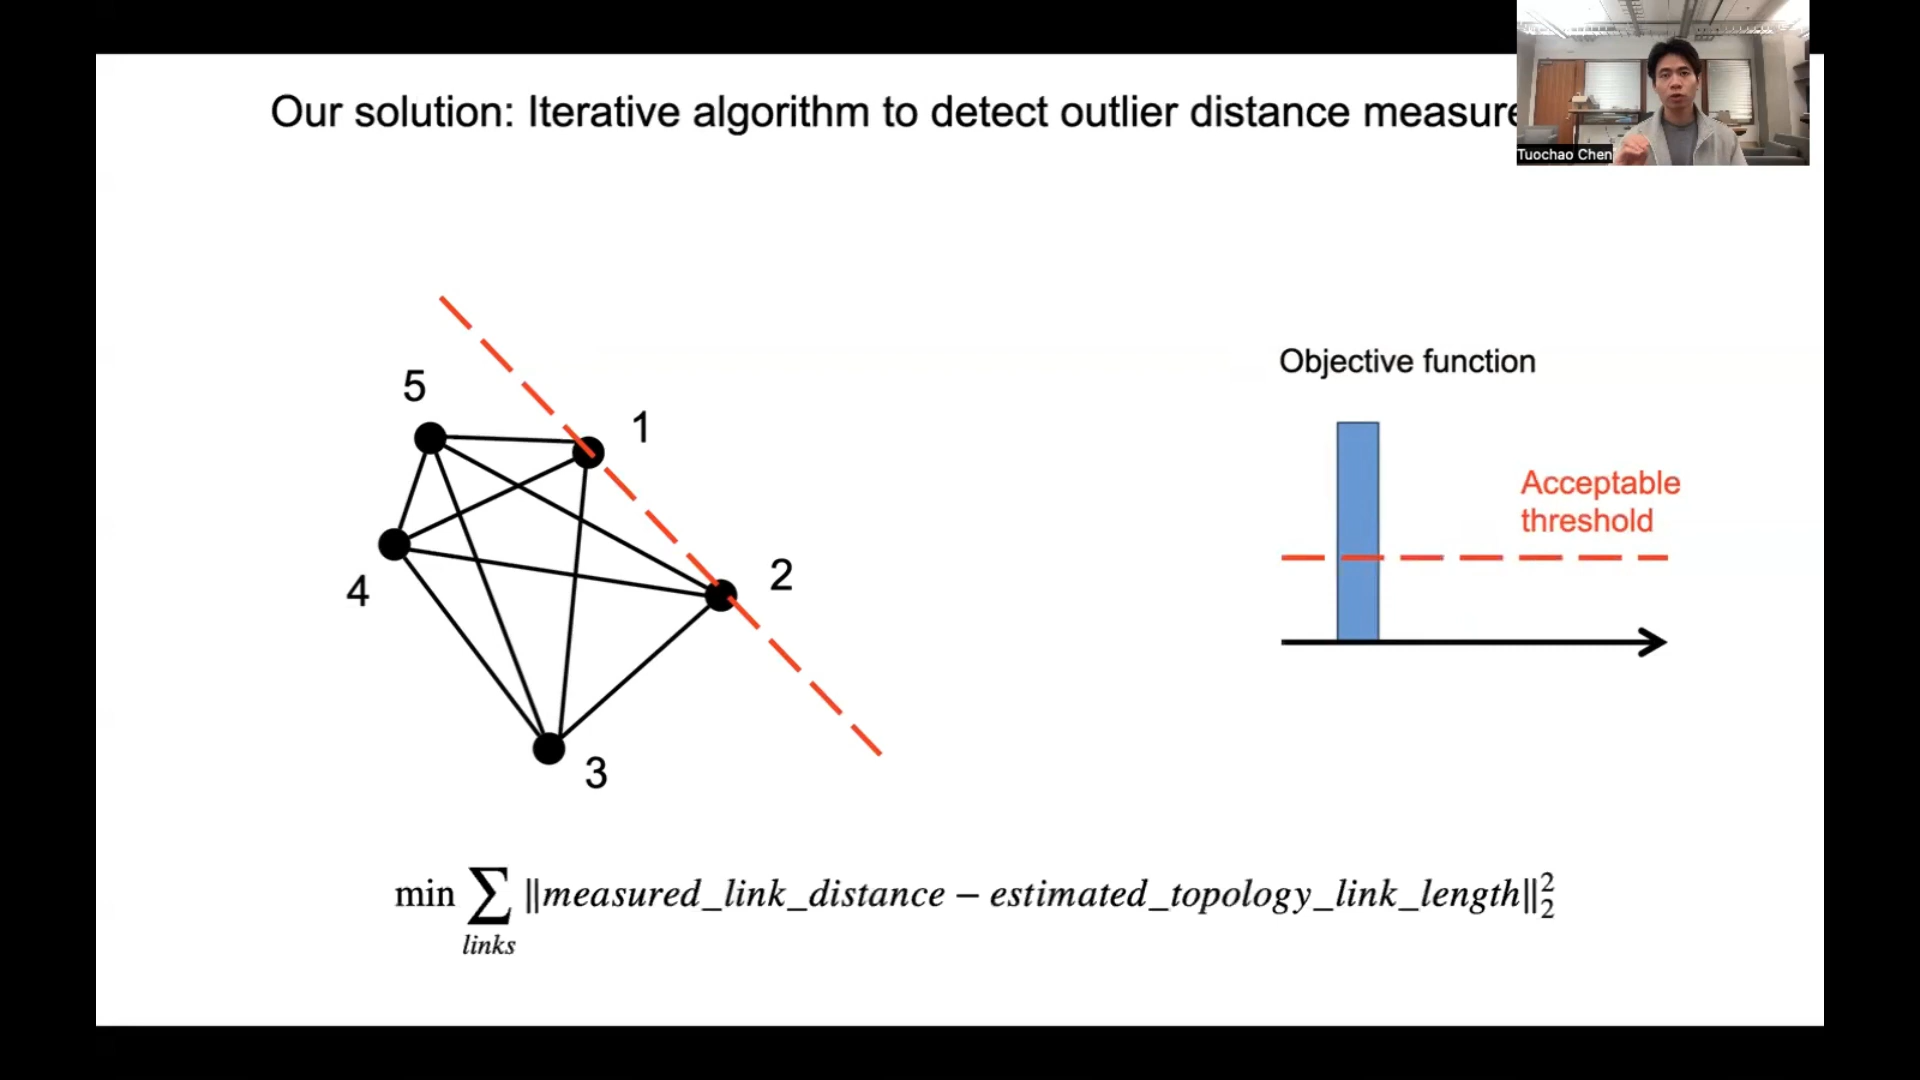 Our solution: Iterative algorithm to detect outlier distance
Tuochao Chen
Objective function
5
1
Acceptable
threshold
2
4
3
min ∑ ‖measured_link_distance − estimated_topology_link_length‖₂²
links